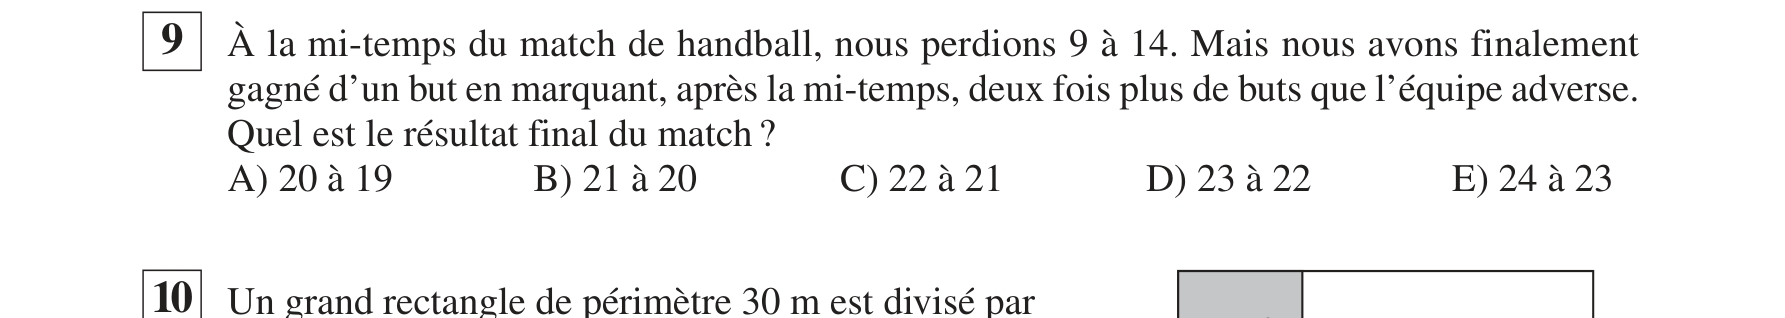 9 À la mi-temps du match de handball, nous perdions 9 à 14. Mais nous avons finalement
gagné d’un but en marquant, après la mi-temps, deux fois plus de buts que l’équipe adverse.
Quel est le résultat final du match ?
A) 20 à 19 B) 21 à 20 C) 22 à 21 D) 23 à 22 E) 24 à 23
10 Un grand rectangle de périmètre 30 m est divisé par